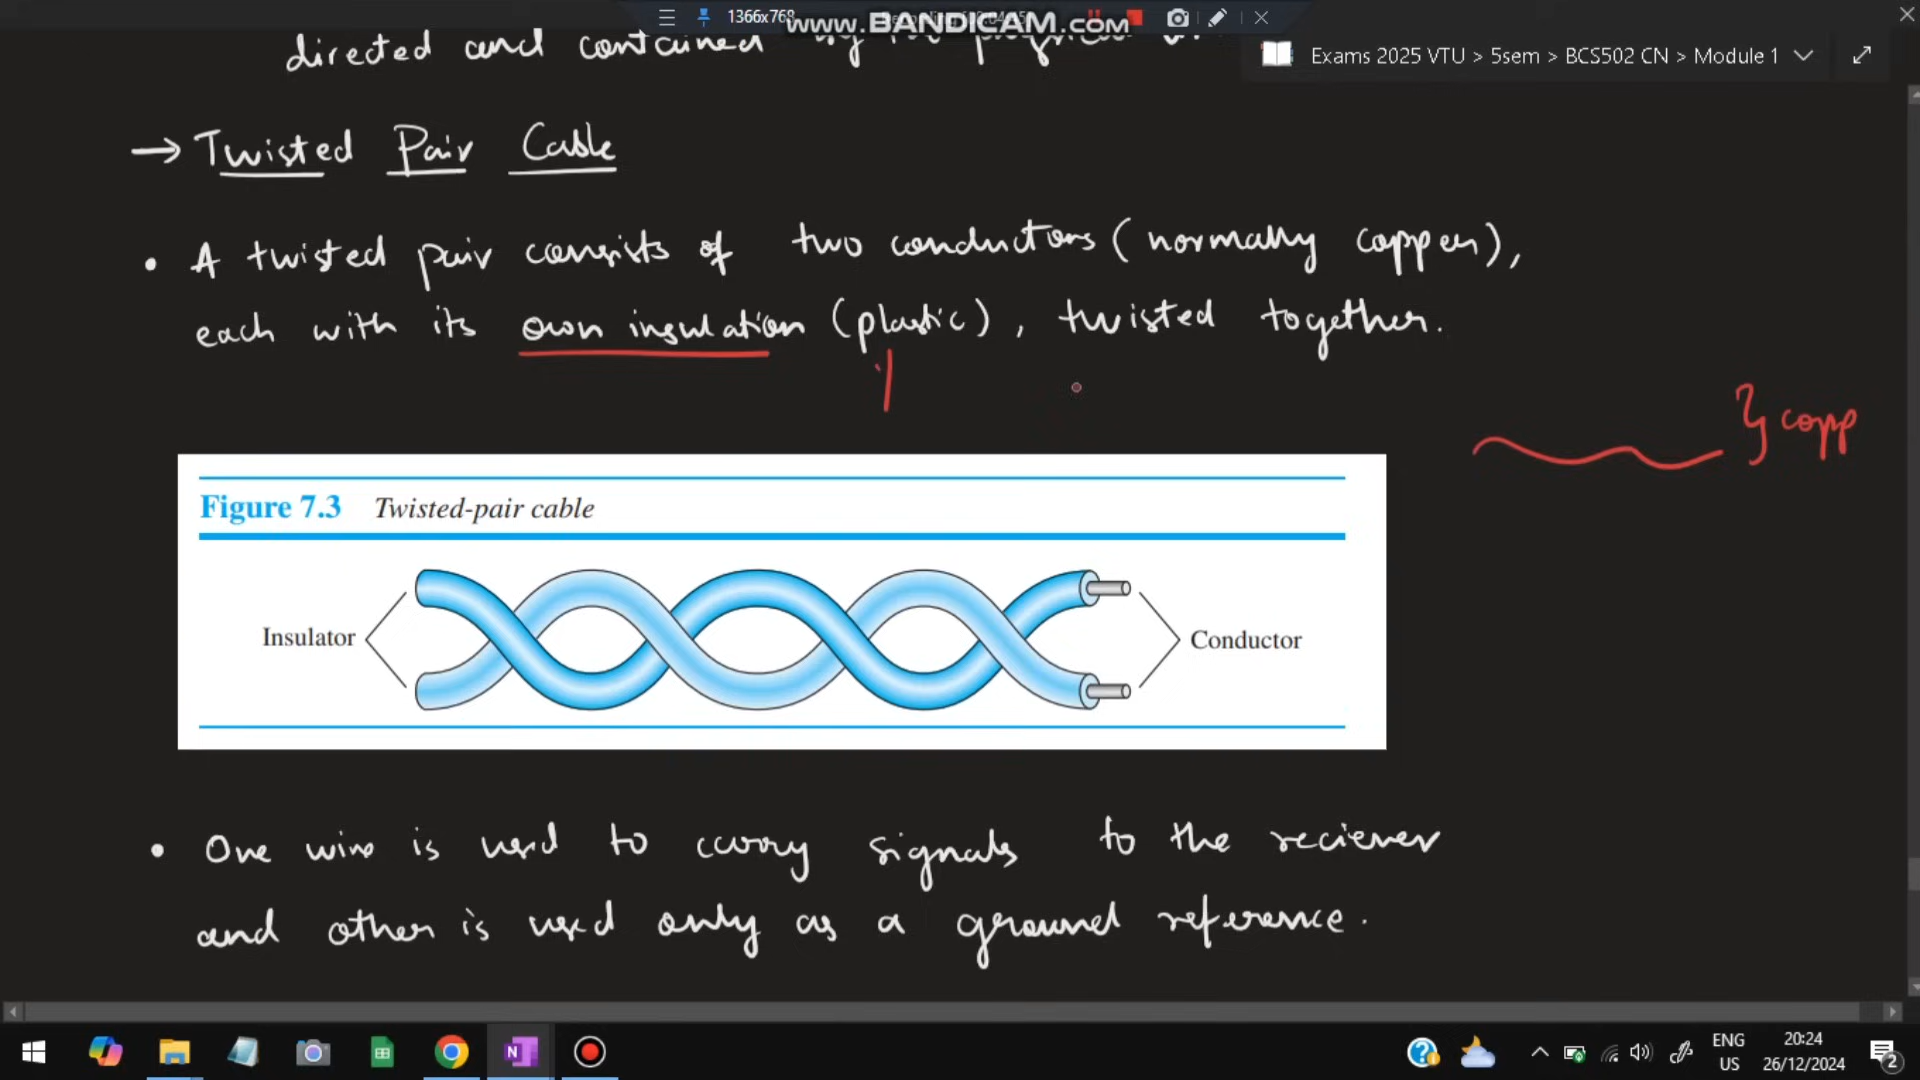 1366x768
www.BANDICAM.com
directed and contained by
Exams 2025 VTU > 5sem > BCS502 CN > Module 1
→ Twisted Pair Cable
• A twisted pair consists of two conductors (normally copper),
each with its own insulation (plastic), twisted together.
} copp
Figure 7.3 Twisted-pair cable
Insulator
Conductor
• One wire is used to carry signals to the reciever
and other is used only as a ground reference.
ENG
US
20:24
26/12/2024
2